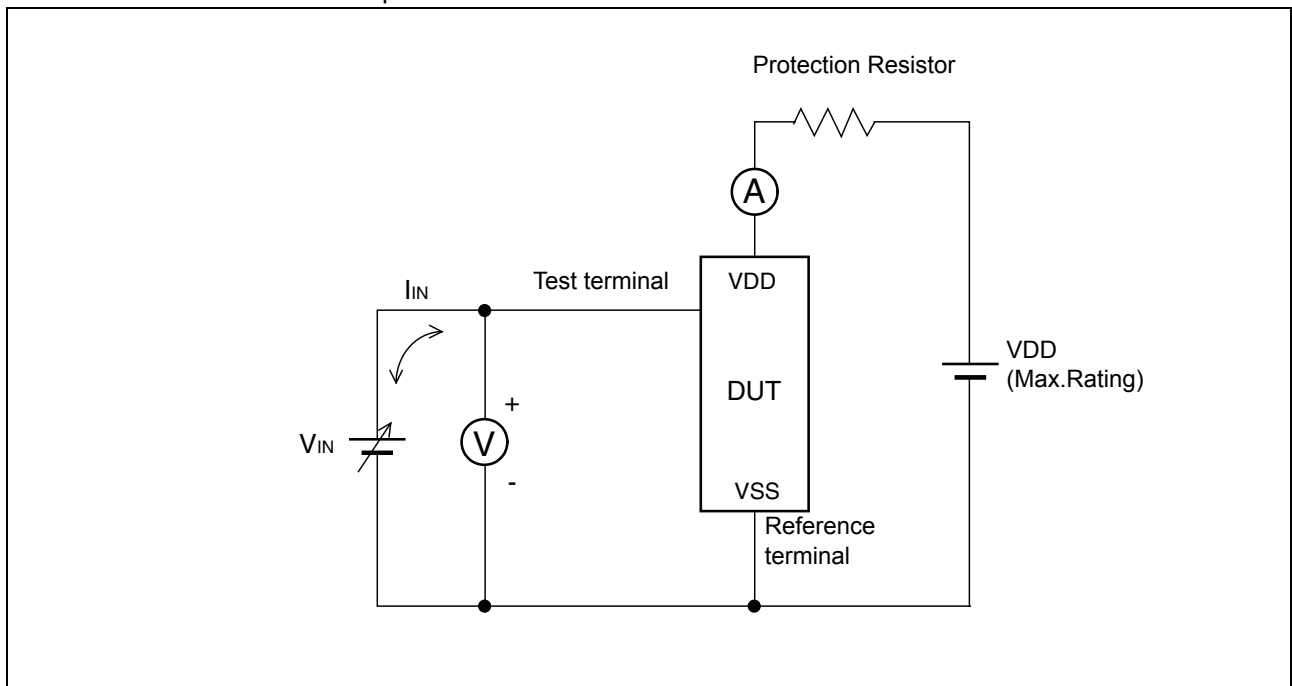 Protection Resistor
A
Test terminal
VDD
IIN
VDD
(Max.Rating)
DUT
+
VIN
V
-
VSS
Reference
terminal